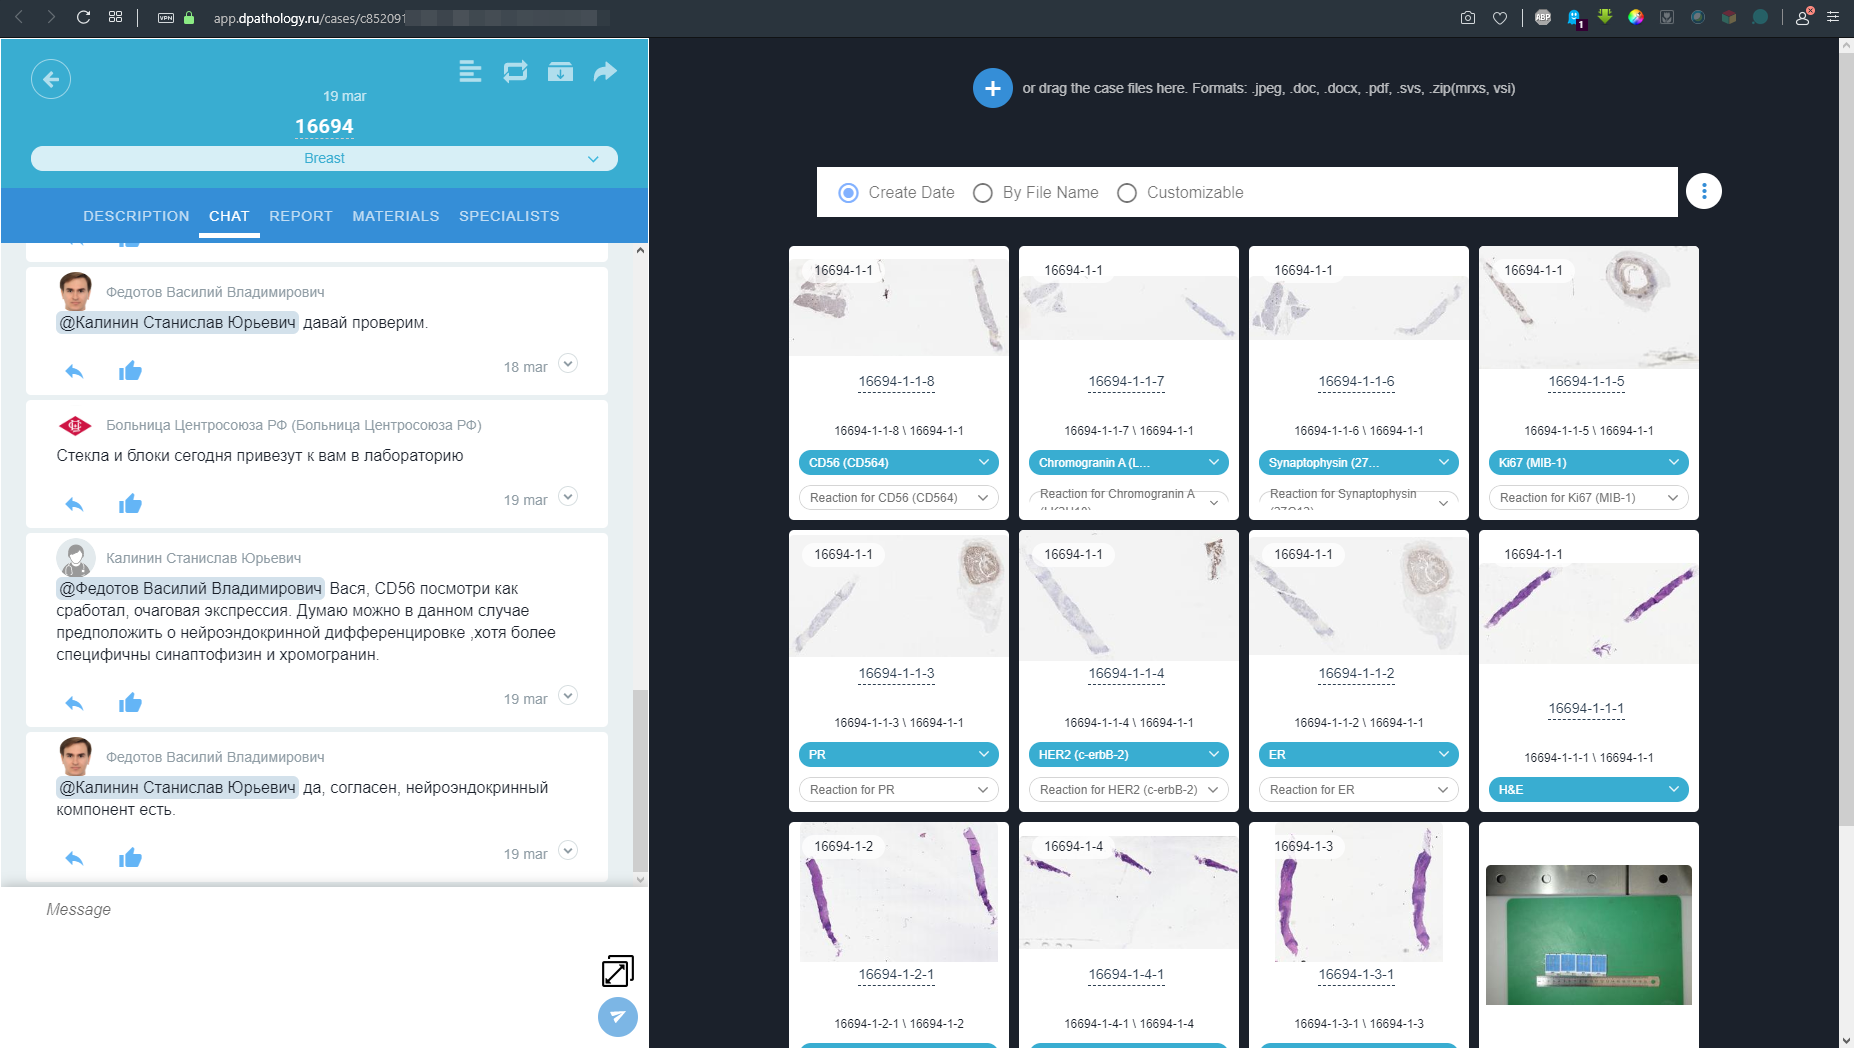 VPN
app.dpathology.ru/cases/c852091
ABP
1
19 mar
16694
Breast
DESCRIPTION CHAT REPORT MATERIALS SPECIALISTS
Федотов Василий Владимирович
@Калинин Станислав Юрьевич давай проверим.
18 mar
Больница Центросоюза РФ (Больница Центросоюза РФ)
Стекла и блоки сегодня привезут к вам в лабораторию
19 mar
Калинин Станислав Юрьевич
@Федотов Василий Владимирович Вася, CD56 посмотри как
сработал, очаговая экспрессия. Думаю можно в данном случае
предположить о нейроэндокринной дифференцировке ,хотя более
специфичны синаптофизин и хромогранин.
19 mar
Федотов Василий Владимирович
@Калинин Станислав Юрьевич да, согласен, нейроэндокринный
компонент есть.
19 mar
Message
or drag the case files here. Formats: .jpeg, .doc, .docx, .pdf, .svs, .zip(mrxs, vsi)
Create Date By File Name Customizable
16694-1-1
16694-1-1-8
16694-1-1-8 \ 16694-1-1
CD56 (CD564)
Reaction for CD56 (CD564)
16694-1-1
16694-1-1-7
16694-1-1-7 \ 16694-1-1
Chromogranin A (L...
Reaction for Chromogranin A
16694-1-1
16694-1-1-6
16694-1-1-6 \ 16694-1-1
Synaptophysin (27...
Reaction for Synaptophysin
16694-1-1
16694-1-1-5
16694-1-1-5 \ 16694-1-1
Ki67 (MIB-1)
Reaction for Ki67 (MIB-1)
16694-1-1
16694-1-1-3
16694-1-1-3 \ 16694-1-1
PR
Reaction for PR
16694-1-1
16694-1-1-4
16694-1-1-4 \ 16694-1-1
HER2 (c-erbB-2)
Reaction for HER2 (c-erbB-2)
16694-1-1
16694-1-1-2
16694-1-1-2 \ 16694-1-1
ER
Reaction for ER
16694-1-1
16694-1-1-1
16694-1-1-1 \ 16694-1-1
H&E
16694-1-2
16694-1-2-1
16694-1-2-1 \ 16694-1-2
16694-1-4
16694-1-4-1
16694-1-4-1 \ 16694-1-4
16694-1-3
16694-1-3-1
16694-1-3-1 \ 16694-1-3